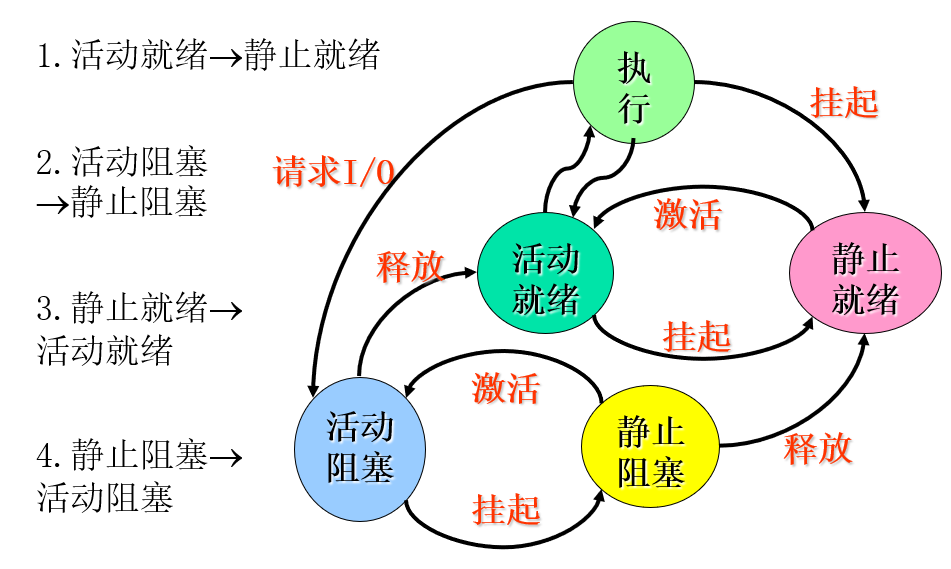 1.活动就绪→静止就绪
2.活动阻塞
→静止阻塞
3.静止就绪→
活动就绪
4.静止阻塞→
活动阻塞
执
行
挂起
请求I/O
激活
释放
活动
就绪
静止
就绪
挂起
激活
活动
阻塞
静止
阻塞
释放
挂起